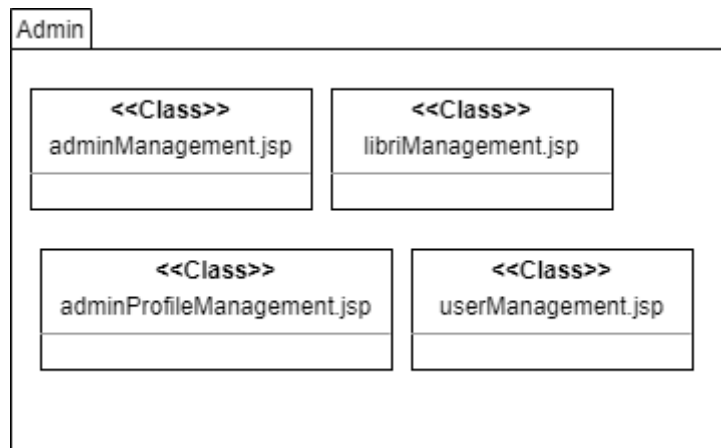 Admin
<<Class>>
adminManagement.jsp
<<Class>>
libriManagement.jsp
<<Class>>
adminProfileManagement.jsp
<<Class>>
userManagement.jsp